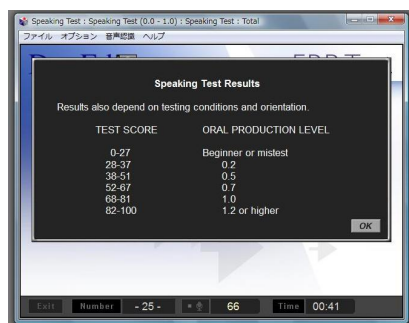 Speaking Test : Speaking Test (0.0 - 1.0) : Speaking Test : Total
ファイル オプション 音声認識 ヘルプ
Speaking Test Results
Results also depend on testing conditions and orientation.
TEST SCORE ORAL PRODUCTION LEVEL
0-27 Beginner or mistest
28-37 0.2
38-51 0.5
52-67 0.7
68-81 1.0
82-100 1.2 or higher
OK
Exit Number - 25 - 66 Time 00:41